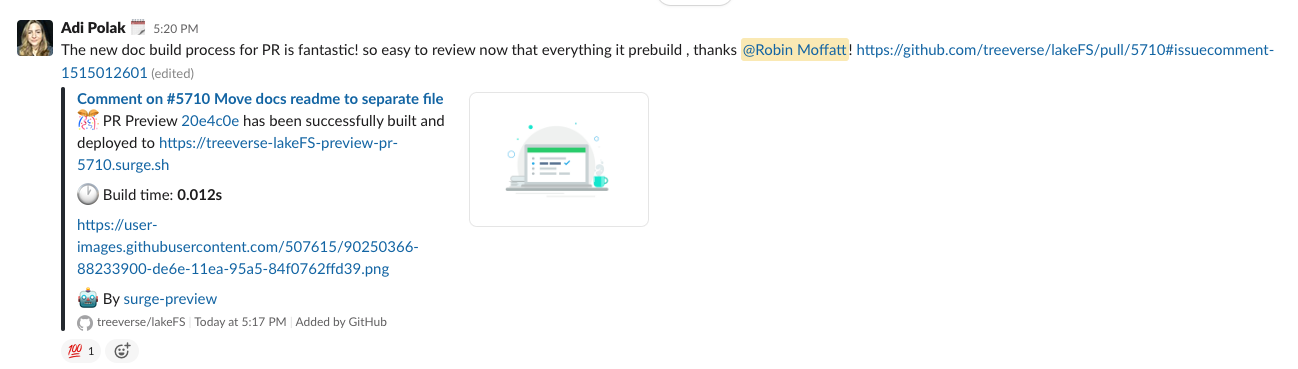 Adi Polak 5:20 PM
The new doc build process for PR is fantastic! so easy to review now that everything it prebuild , thanks @Robin Moffatt! https://github.com/treeverse/lakeFS/pull/5710#issuecomment-
1515012601 (edited)
Comment on #5710 Move docs readme to separate file
🎊 PR Preview 20e4c0e has been successfully built and
deployed to https://treeverse-lakeFS-preview-pr-
5710.surge.sh
🕐 Build time: 0.012s
https://user-
images.githubusercontent.com/507615/90250366-
88233900-de6e-11ea-95a5-84f0762ffd39.png
🤖 By surge-preview
treeverse/lakeFS | Today at 5:17 PM | Added by GitHub
💯 1